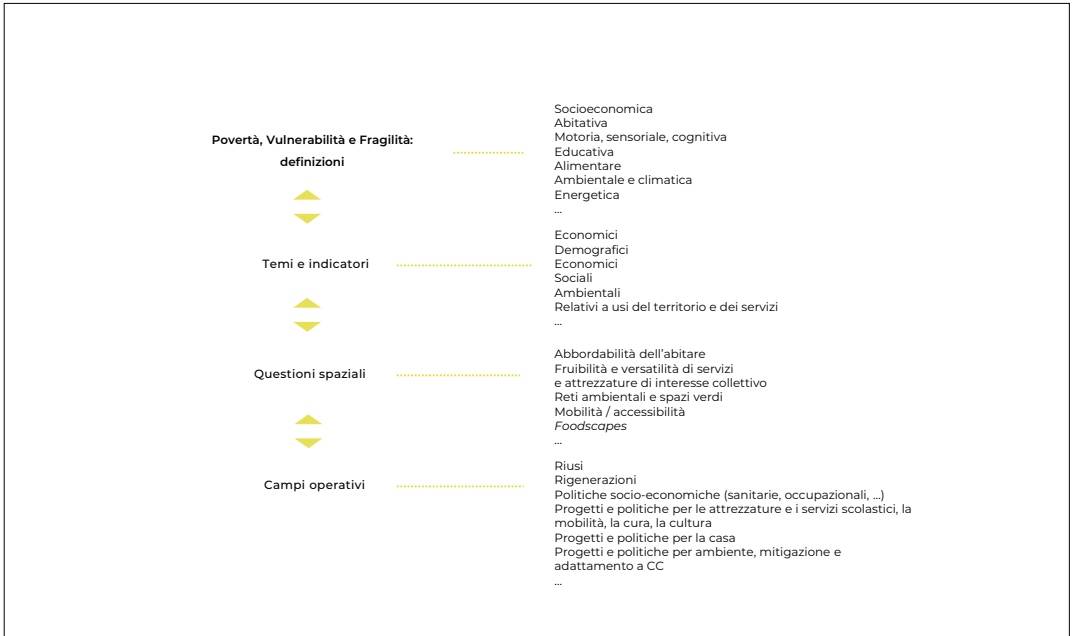 Povertà, Vulnerabilità e Fragilità:
definizioni
Socioeconomica
Abitativa
Motoria, sensoriale, cognitiva
Educativa
Alimentare
Ambientale e climatica
Energetica
...
Temi e indicatori
Economici
Demografici
Economici
Sociali
Ambientali
Relativi a usi del territorio e dei servizi
...
Questioni spaziali
Abbordabilità dell’abitare
Fruibilità e versatilità di servizi
e attrezzature di interesse collettivo
Reti ambientali e spazi verdi
Mobilità / accessibilità
Foodscapes
...
Campi operativi
Riusi
Rigenerazioni
Politiche socio-economiche (sanitarie, occupazionali, ...)
Progetti e politiche per le attrezzature e i servizi scolastici, la
mobilità, la cura, la cultura
Progetti e politiche per la casa
Progetti e politiche per ambiente, mitigazione e
adattamento a CC
...